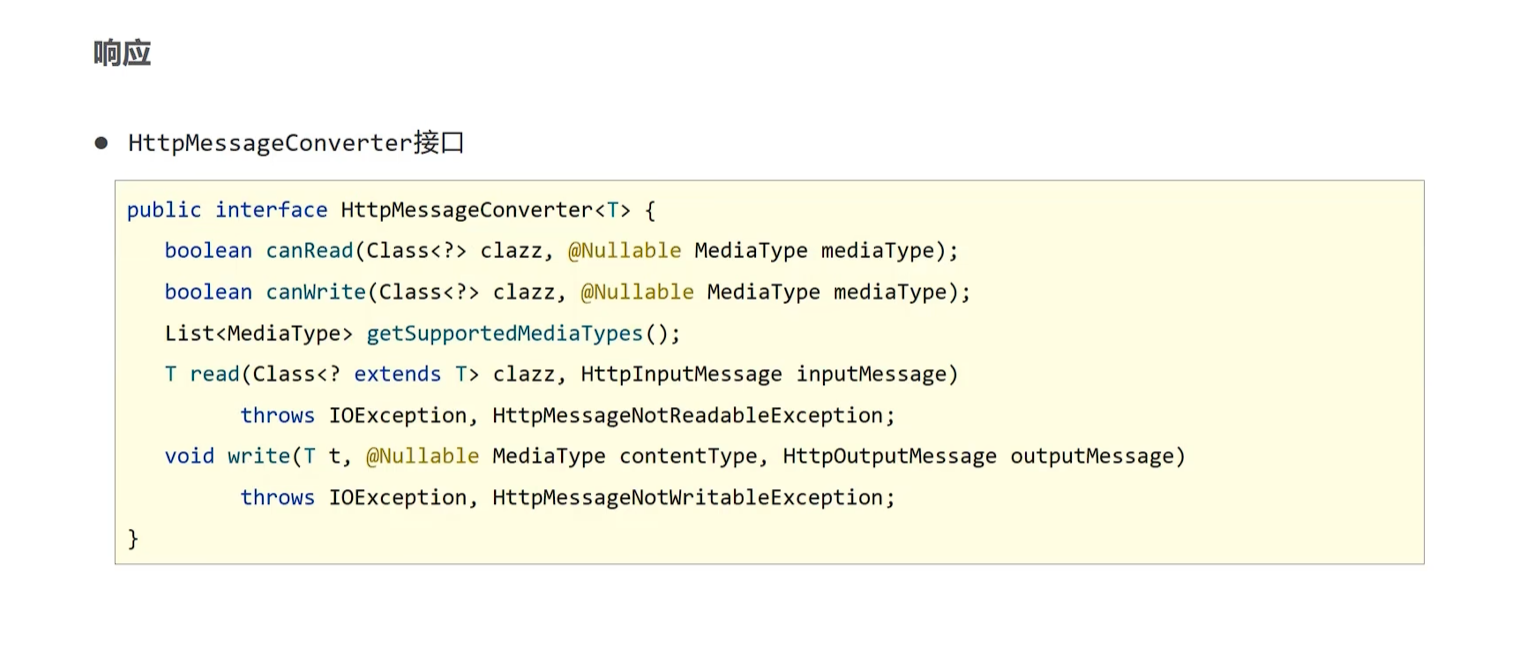 响应
● HttpMessageConverter接口
public interface HttpMessageConverter<T> {
boolean canRead(Class<?> clazz, @Nullable MediaType mediaType);
boolean canWrite(Class<?> clazz, @Nullable MediaType mediaType);
List<MediaType> getSupportedMediaTypes();
T read(Class<? extends T> clazz, HttpInputMessage inputMessage)
throws IOException, HttpMessageNotReadableException;
void write(T t, @Nullable MediaType contentType, HttpOutputMessage outputMessage)
throws IOException, HttpMessageNotWritableException;
}